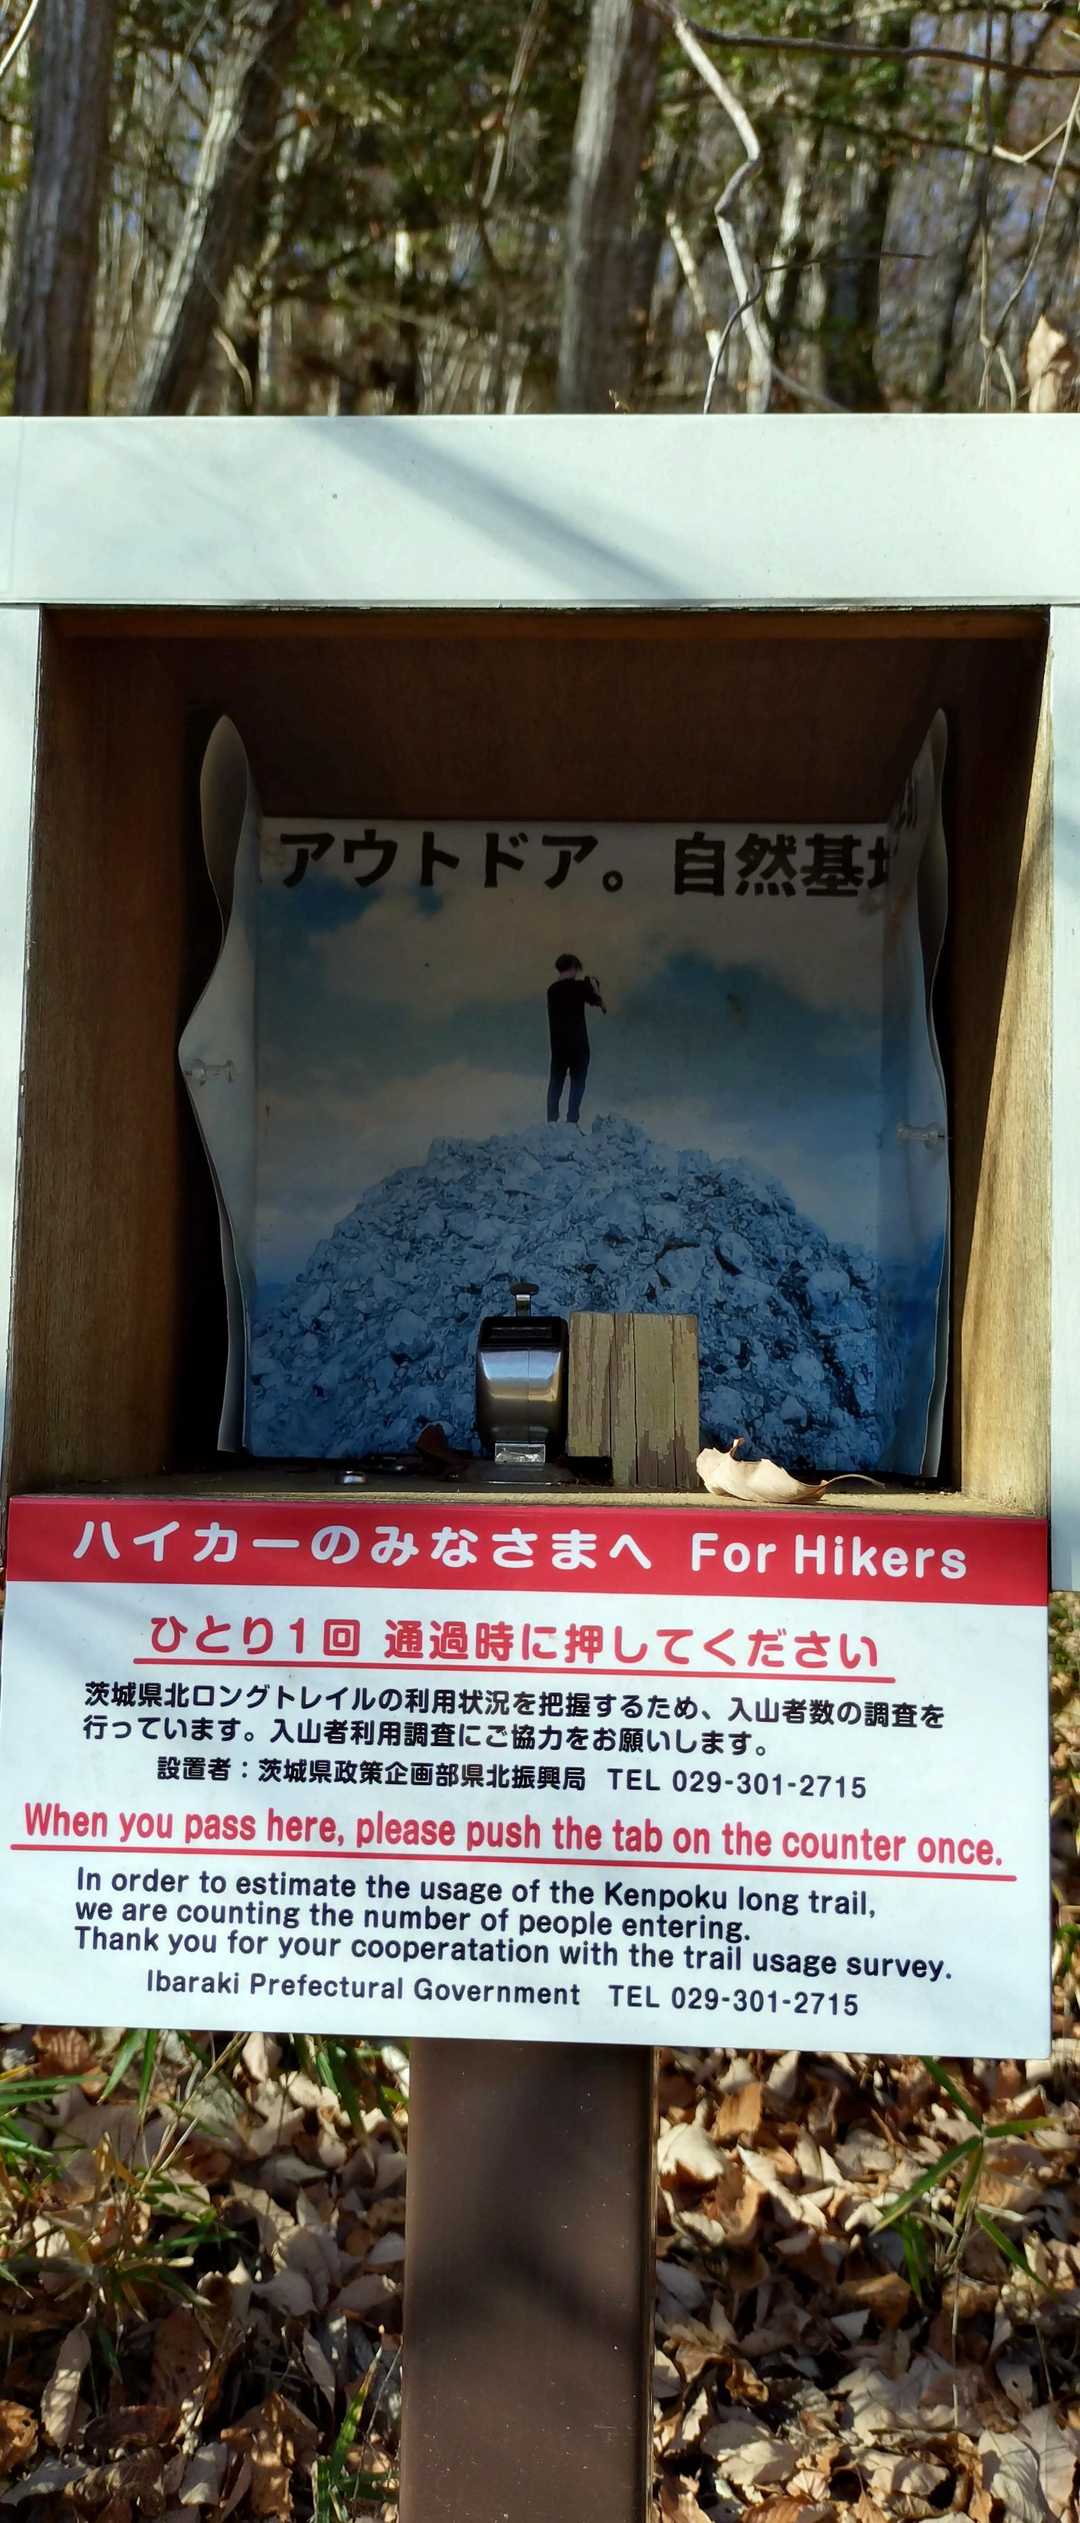 アウトドア。自然基地
ハイカーのみなさまへ For Hikers
ひとり1回 通過時に押してください
茨城県北ロングトレイルの利用状況を把握するため、入山者数の調査を
行っています。入山者利用調査にご協力をお願いします。
設置者：茨城県政策企画部県北振興局 TEL 029-301-2715
When you pass here, please push the tab on the counter once.
In order to estimate the usage of the Kenpoku long trail,
we are counting the number of people entering.
Thank you for your cooperatation with the trail usage survey.
Ibaraki Prefectural Government TEL 029-301-2715